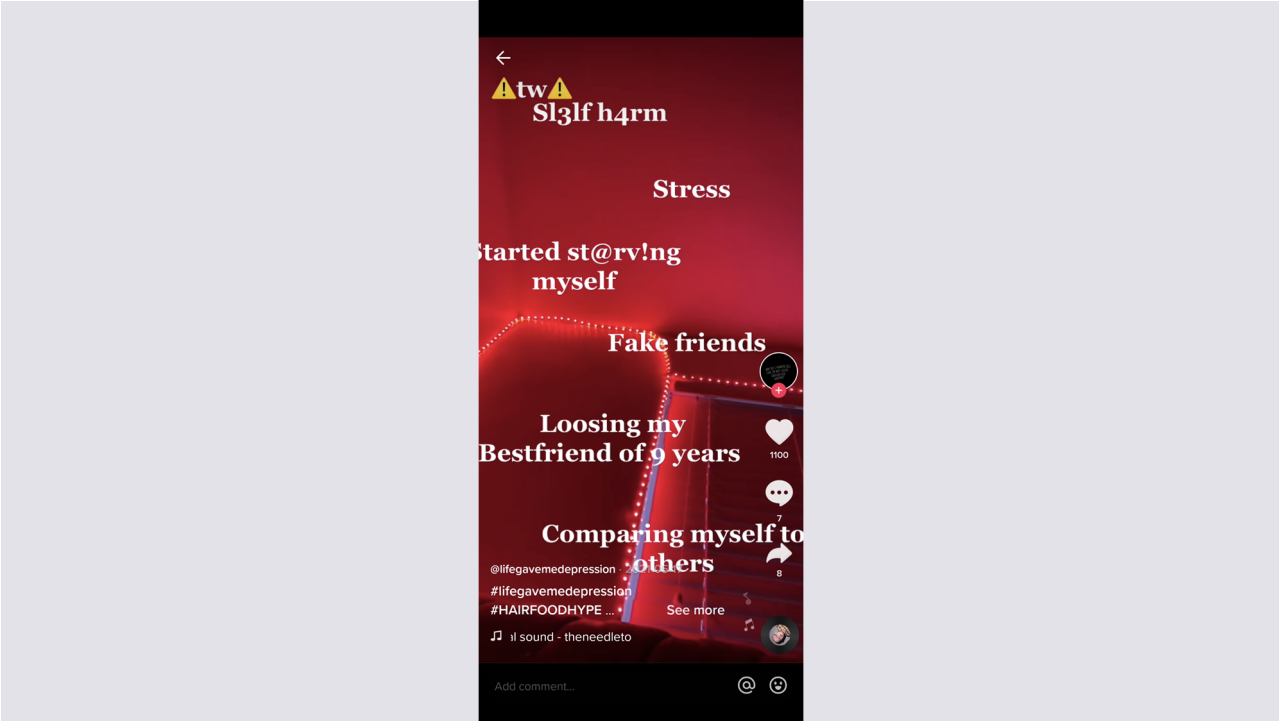 ⚠️tw⚠️
Sl3lf h4rm
Stress
Started st@rv!ng
myself
Fake friends
Loosing my
Bestfriend of 9 years
1100
7
Comparing myself to
others
8
@lifegavemedepression ·
#lifegavemedepression
#HAIRFOODHYPE ... See more
al sound - theneedleto
Add comment...